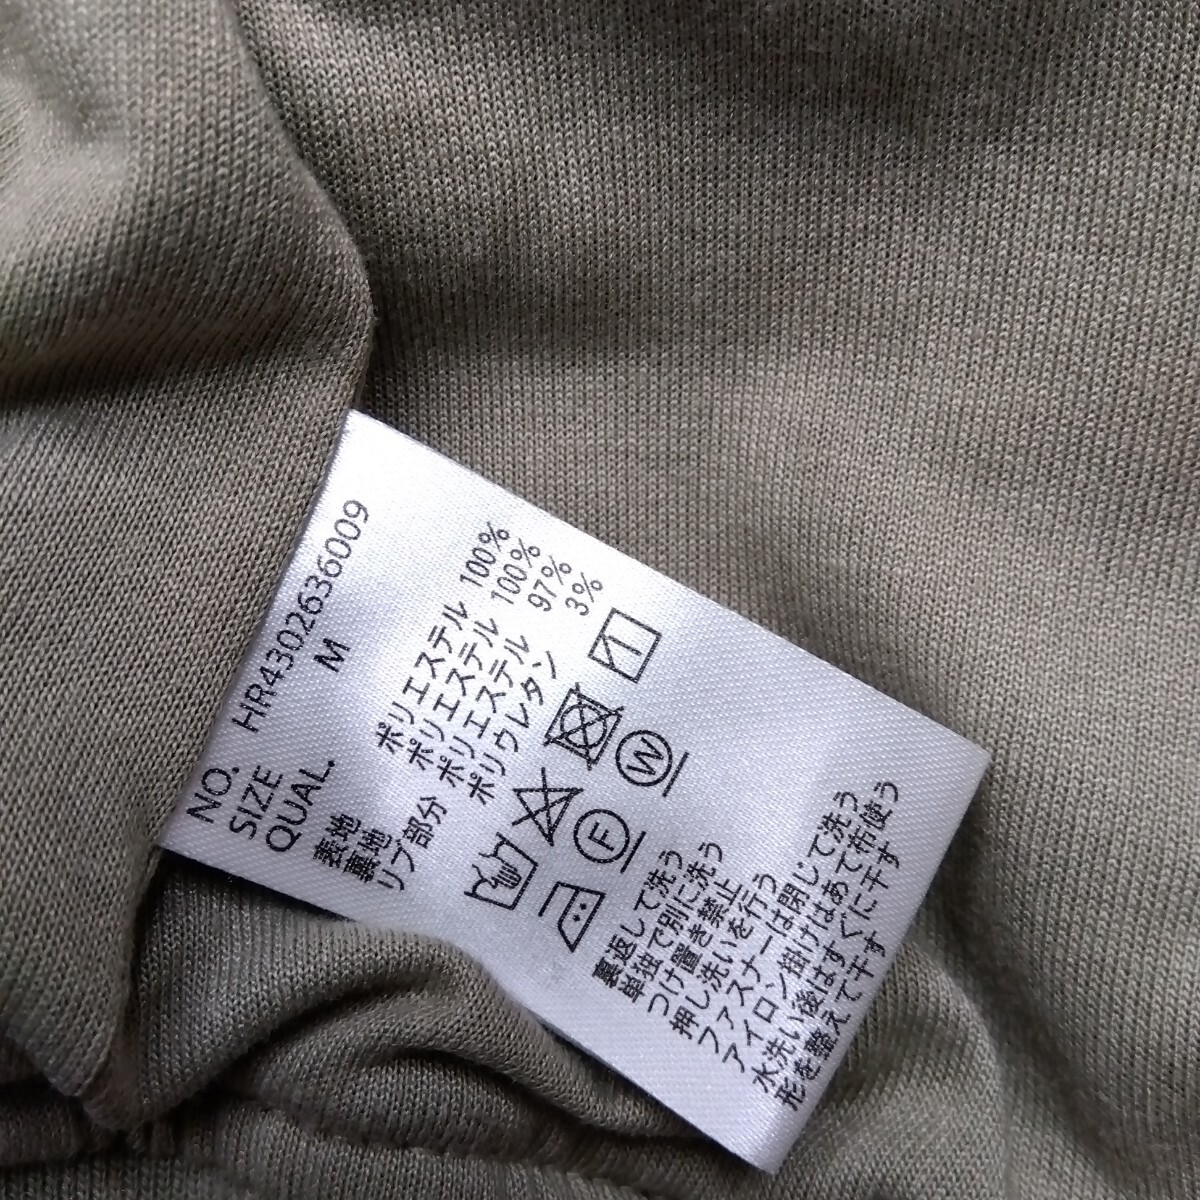 NO. HR4302636009
SIZE M
QUAL.
表地 ポリエステル 100%
裏地 ポリエステル 100%
リブ部分 ポリエステル 97%
ポリウレタン 3%
W
F
裏返して洗う
単独で別に洗う
つけ置き禁止
押し洗いを行う
ファスナーは閉じて洗う
アイロン掛けはあて布使う
水洗い後はすぐに干す
形を整えて干す